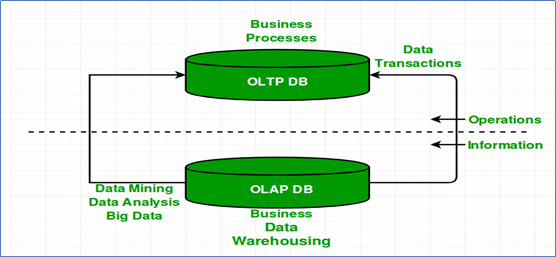 Business
Processes
OLTP DB
Data
Transactions
Operations
Information
OLAP DB
Data Mining
Data Analysis
Big Data
Business
Data
Warehousing